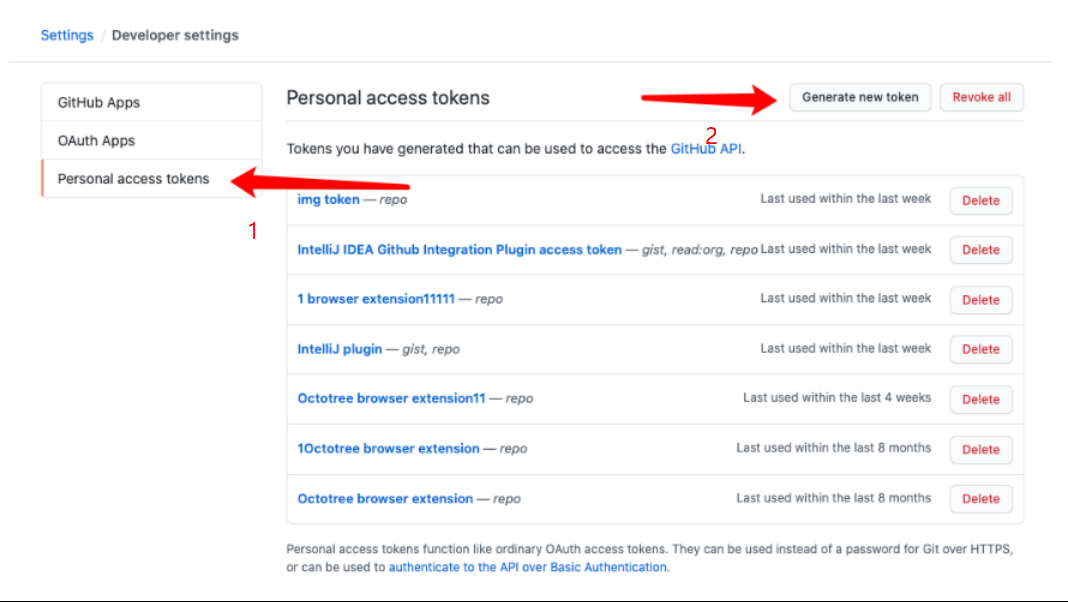 Settings / Developer settings
GitHub Apps
OAuth Apps
Personal access tokens
1
Personal access tokens
Generate new token
Revoke all
2
Tokens you have generated that can be used to access the GitHub API.
img token — repo Last used within the last week Delete
IntelliJ IDEA Github Integration Plugin access token — gist, read:org, repo Last used within the last week Delete
1 browser extension11111 — repo Last used within the last week Delete
IntelliJ plugin — gist, repo Last used within the last week Delete
Octotree browser extension11 — repo Last used within the last 4 weeks Delete
1Octotree browser extension — repo Last used within the last 8 months Delete
Octotree browser extension — repo Last used within the last 8 months Delete
Personal access tokens function like ordinary OAuth access tokens. They can be used instead of a password for Git over HTTPS,
or can be used to authenticate to the API over Basic Authentication.